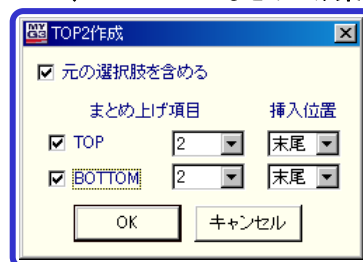 TOP2作成
元の選択肢を含める
まとめ上げ項目 挿入位置
TOP 2 末尾
BOTTOM 2 末尾
OK キャンセル